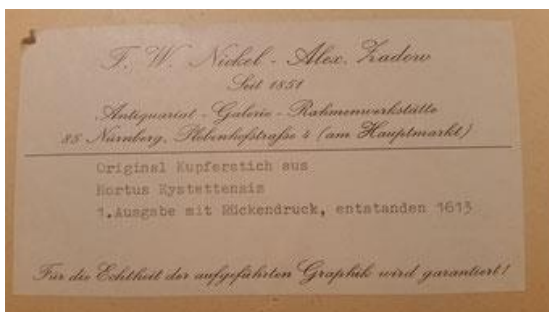 F. W. Nickel - Alex. Zadow
Seit 1851
Antiquariat - Galerie - Rahmenwerkstätte
85 Nürnberg, Plobenhofstraße 4 (am Hauptmarkt)
Original Kupferstich aus
Hortus Eystettensis
1.Ausgabe mit Rückendruck, entstanden 1613
Für die Echtheit der aufgeführten Graphik wird garantiert!